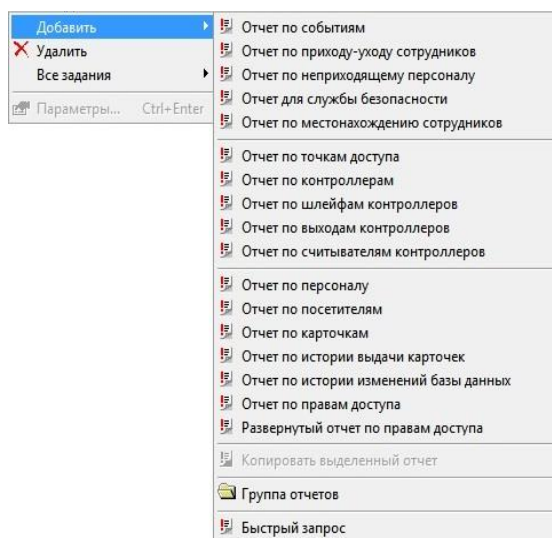 Добавить
Удалить
Все задания
Параметры... Ctrl+Enter
Отчет по событиям
Отчет по приходу-уходу сотрудников
Отчет по неприходящему персоналу
Отчет для службы безопасности
Отчет по местонахождению сотрудников
Отчет по точкам доступа
Отчет по контроллерам
Отчет по шлейфам контроллеров
Отчет по выходам контроллеров
Отчет по считывателям контроллеров
Отчет по персоналу
Отчет по посетителям
Отчет по карточкам
Отчет по истории выдачи карточек
Отчет по истории изменений базы данных
Отчет по правам доступа
Развернутый отчет по правам доступа
Копировать выделенный отчет
Группа отчетов
Быстрый запрос